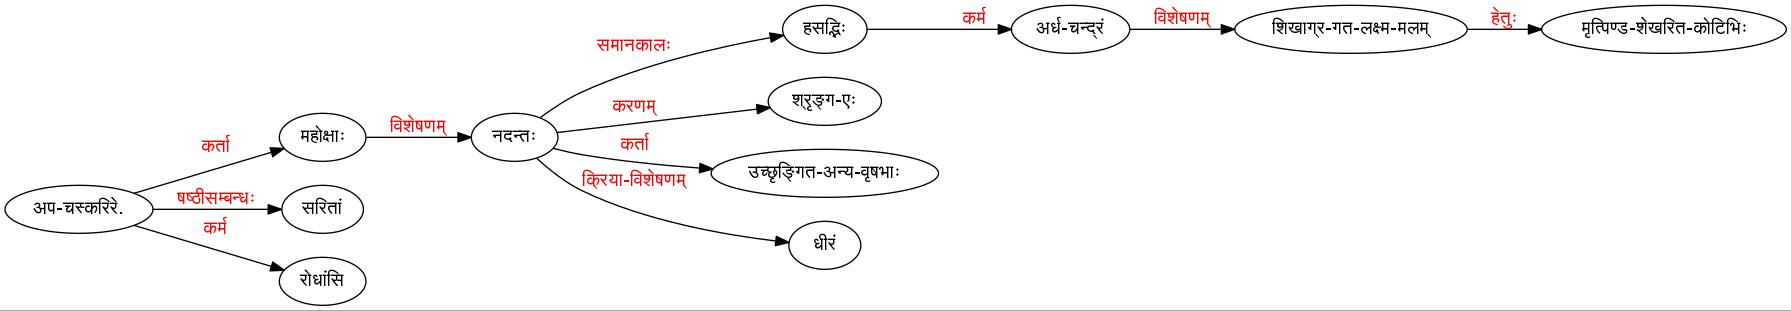 हसद्भिः
कर्म
अर्ध-चन्द्रं
विशेषणम्
शिखाग्र-गत-लक्ष्म-मलम्
हेतुः
मृत्पिण्ड-शेखरित-कोटिभिः
समानकालः
करणम्
शृङ्ग-एः
कर्ता
महोक्षाः
विशेषणम्
नदन्तः
कर्ता
उच्छृङ्गित-अन्य-वृषभाः
क्रिया-विशेषणम्
अप-चस्करिरे.
षष्ठीसम्बन्धः
सरितां
कर्म
धीरं
रोधांसि